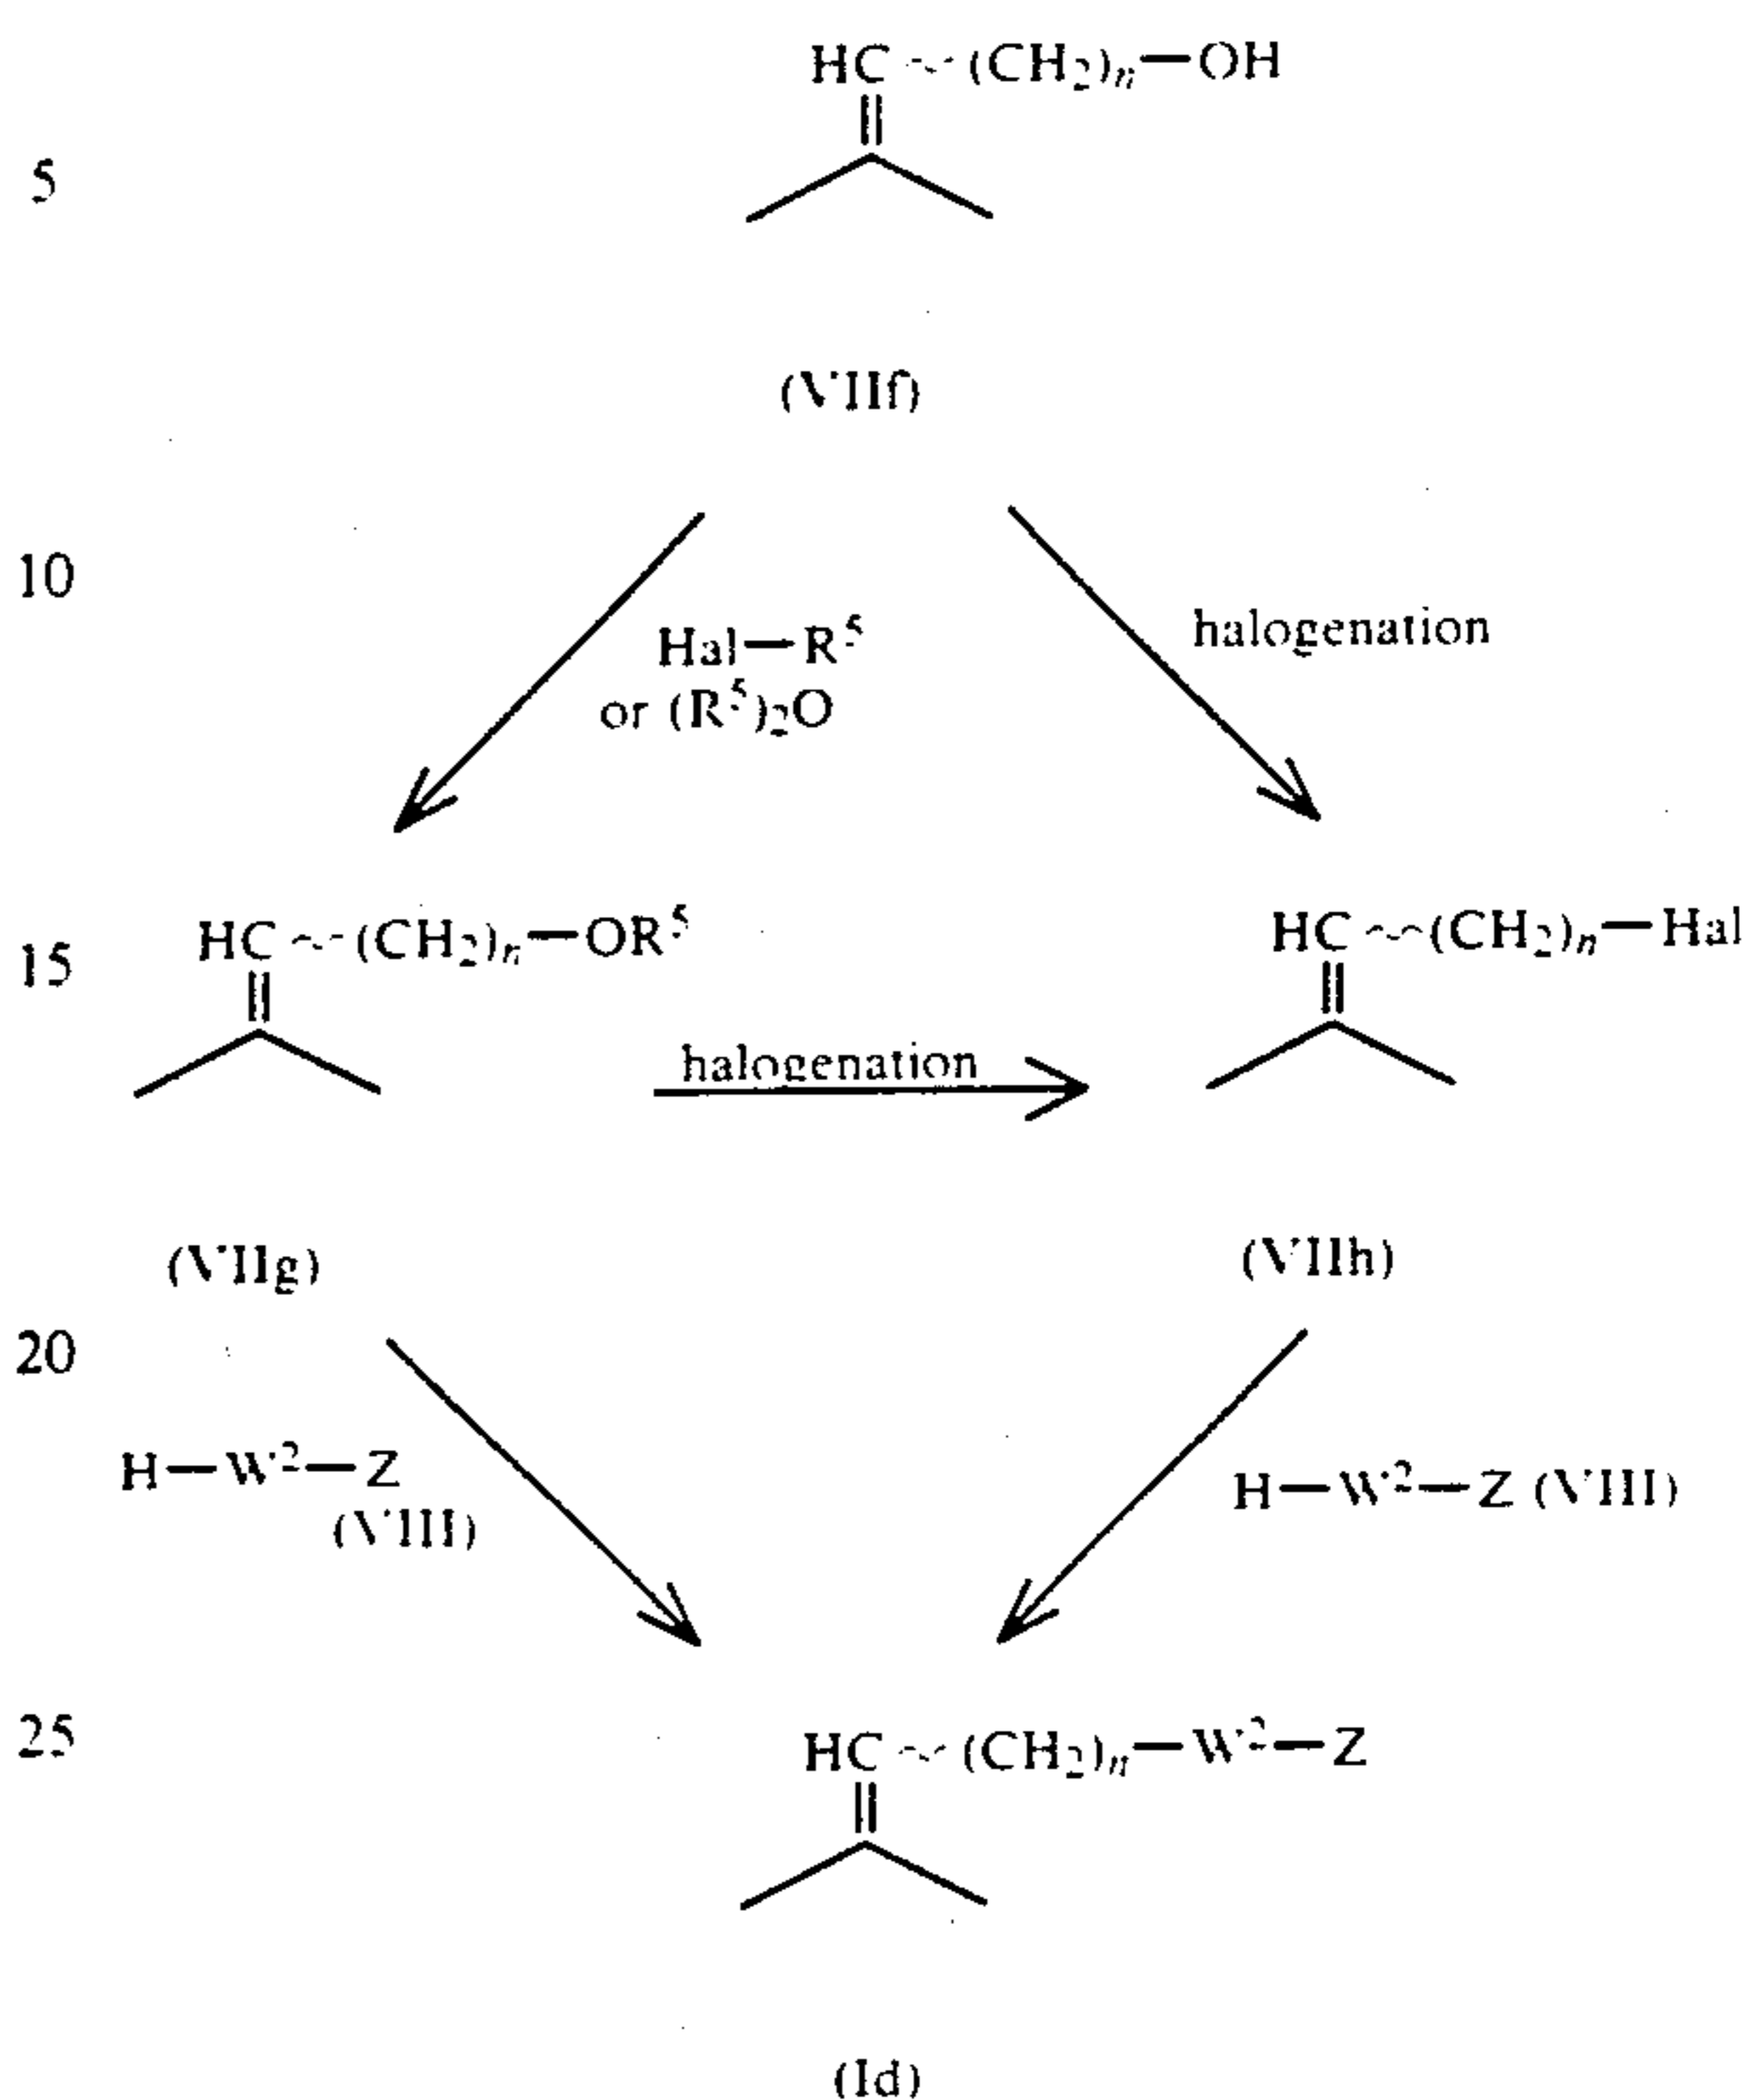 HC ~ (CH2)n—OH
5
(VIIf)
10
Hal—R5
or (R5)2O
halogenation
15
HC ~ (CH2)n—OR5
HC ~ (CH2)n—Hal
halogenation
(VIIg)
(VIIh)
20
H—W2—Z
(VIII)
H—W2—Z (VIII)
25
HC ~ (CH2)n—W2—Z
(Id)